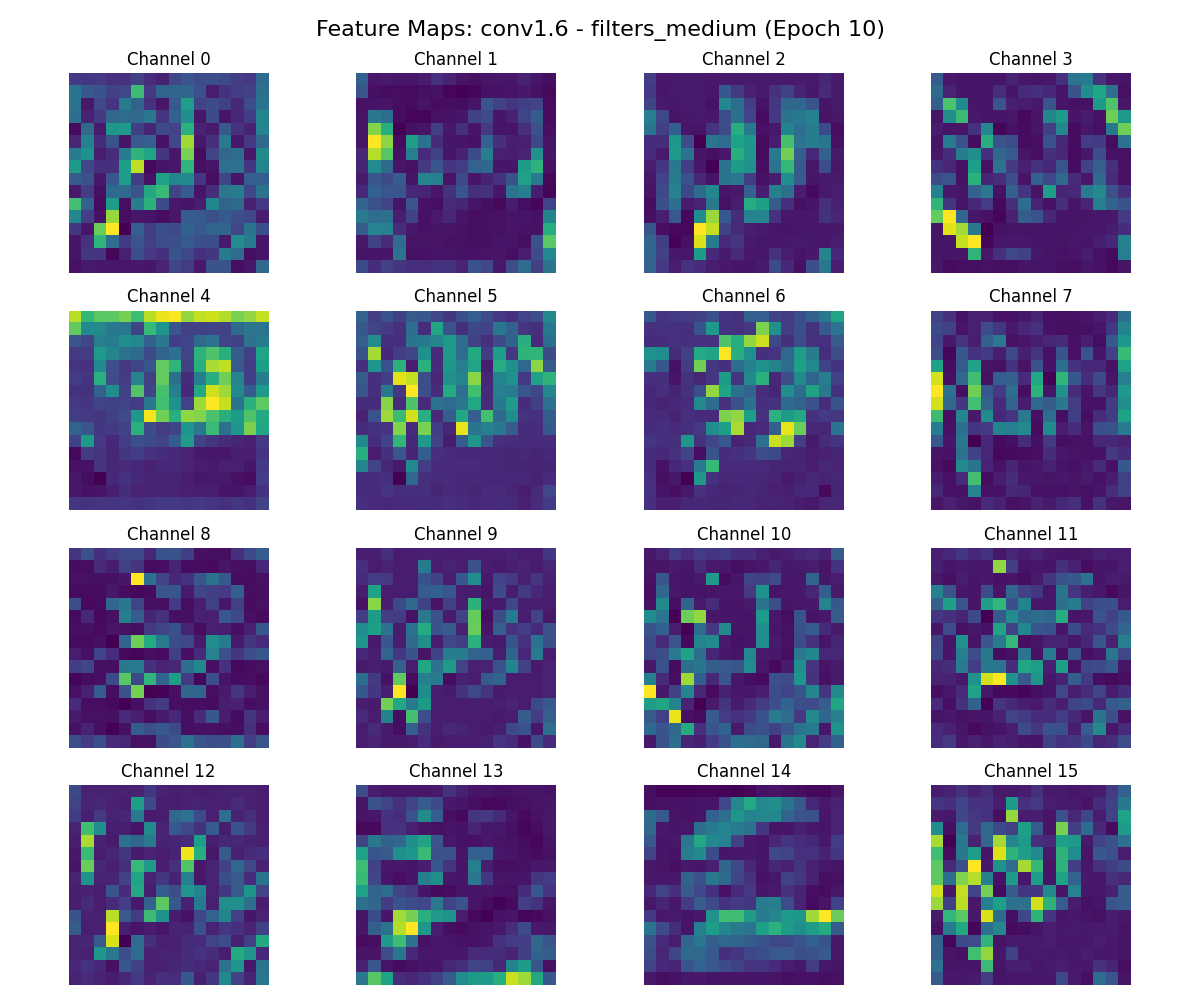 Feature Maps: conv1.6 - filters_medium (Epoch 10)
Channel 0 Channel 1 Channel 2 Channel 3
Channel 4 Channel 5 Channel 6 Channel 7
Channel 8 Channel 9 Channel 10 Channel 11
Channel 12 Channel 13 Channel 14 Channel 15